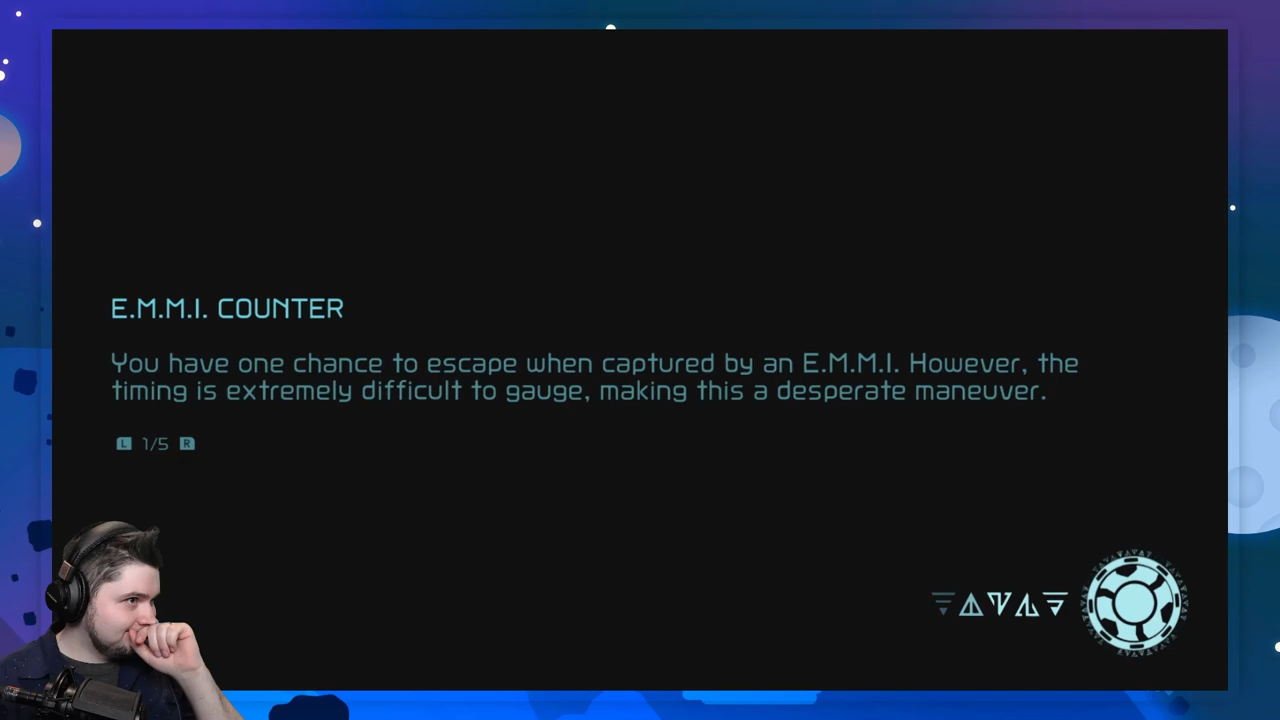 E.M.M.I. COUNTER
You have one chance to escape when captured by an E.M.M.I. However, the
timing is extremely difficult to gauge, making this a desperate maneuver.
L 1/5 R